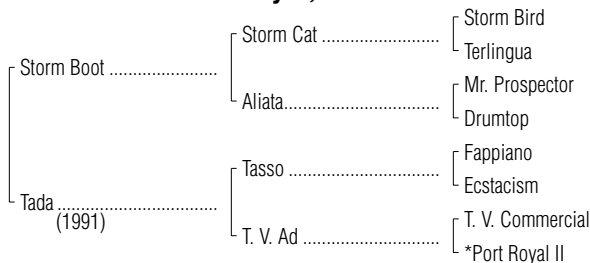 Storm Bird
Storm Cat ........................
Terlingua
Storm Boot ......................
Mr. Prospector
Aliata................................
Drumtop
Fappiano
Tasso ...............................
Ecstacism
Tada ................................
(1991)
T. V. Commercial
T. V. Ad ............................
*Port Royal II